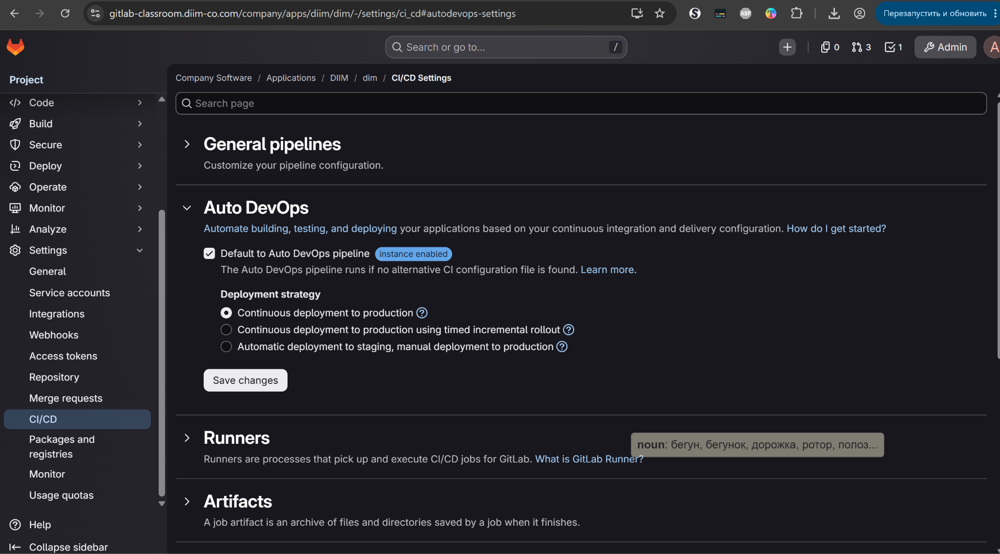 gitlab-classroom.diim-co.com/company/apps/diim/dim/-/settings/ci_cd#autodevops-settings
ABP
T
Перезапустить и обновить
Search or go to...
/
0
3
1
Admin
A
Project
Code
Build
Secure
Deploy
Operate
Monitor
Analyze
Settings
General
Service accounts
Integrations
Webhooks
Access tokens
Repository
Merge requests
CI/CD
Packages and
registries
Monitor
Usage quotas
Help
Collapse sidebar
Company Software / Applications / DIIM / dim / CI/CD Settings
Search page
General pipelines
Customize your pipeline configuration.
Auto DevOps
Automate building, testing, and deploying your applications based on your continuous integration and delivery configuration. How do I get started?
Default to Auto DevOps pipeline instance enabled
The Auto DevOps pipeline runs if no alternative CI configuration file is found. Learn more.
Deployment strategy
Continuous deployment to production
Continuous deployment to production using timed incremental rollout
Automatic deployment to staging, manual deployment to production
Save changes
Runners
noun: бегун, бегунок, дорожка, ротор, полоз...
Runners are processes that pick up and execute CI/CD jobs for GitLab. What is GitLab Runner?
Artifacts
A job artifact is an archive of files and directories saved by a job when it finishes.